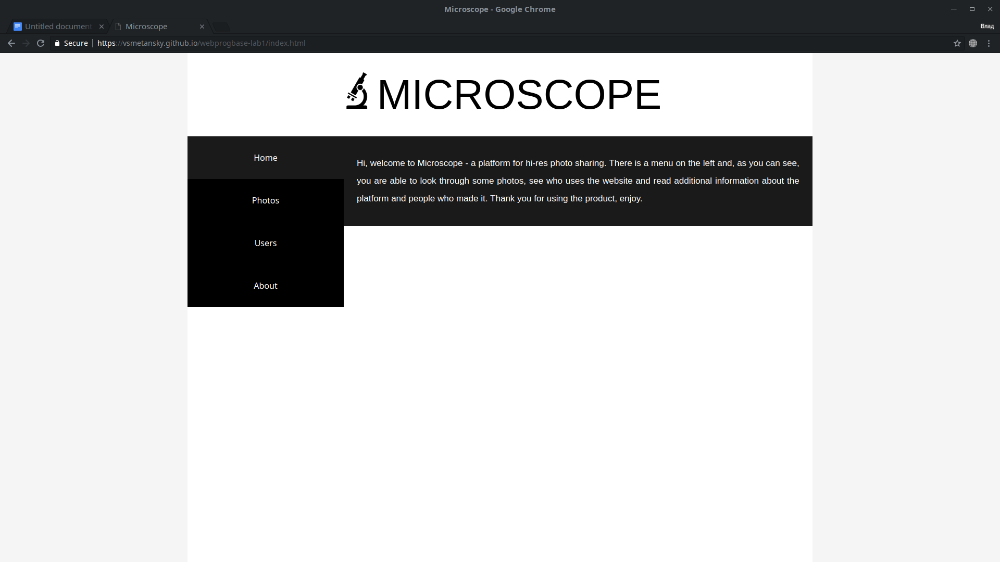 Microscope - Google Chrome
Untitled document
Microscope
Влад
Secure
https://vsmetansky.github.io/webprogbase-lab1/index.html
MICROSCOPE
Home
Photos
Users
About
Hi, welcome to Microscope - a platform for hi-res photo sharing. There is a menu on the left and, as you can see,
you are able to look through some photos, see who uses the website and read additional information about the
platform and people who made it. Thank you for using the product, enjoy.